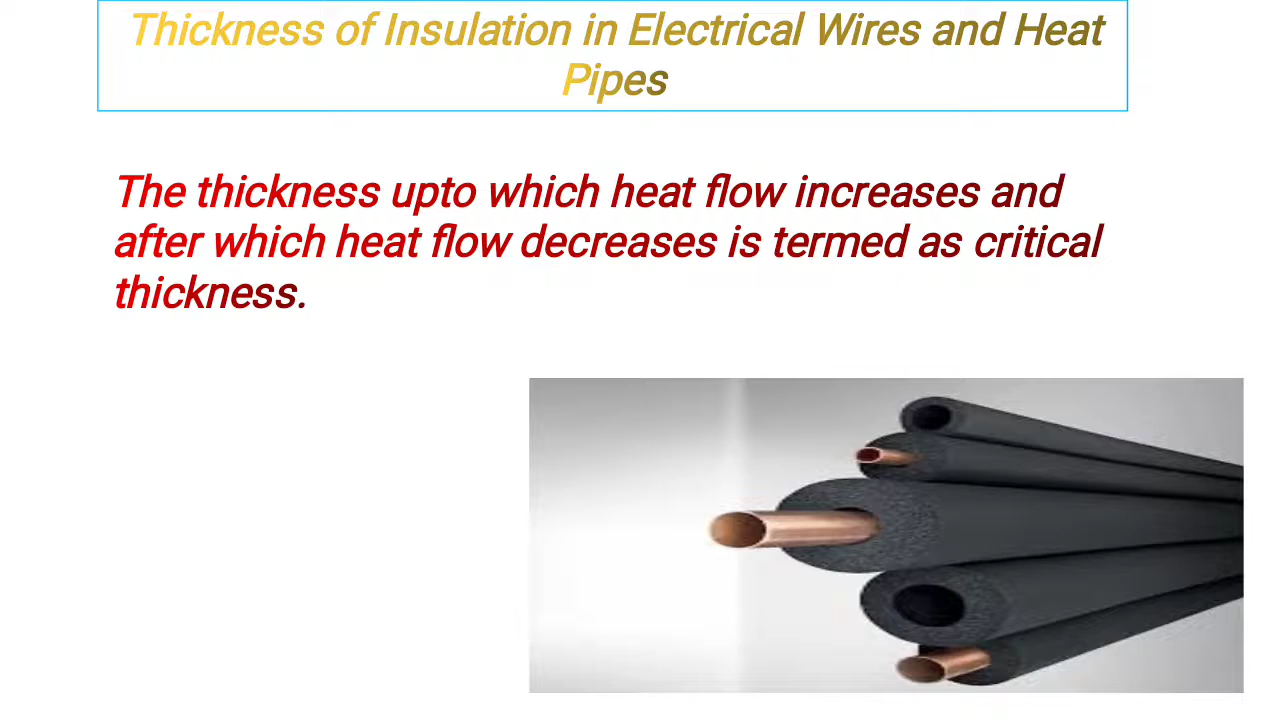 Thickness of Insulation in Electrical Wires and Heat
Pipes
The thickness upto which heat flow increases and
after which heat flow decreases is termed as critical
thickness.